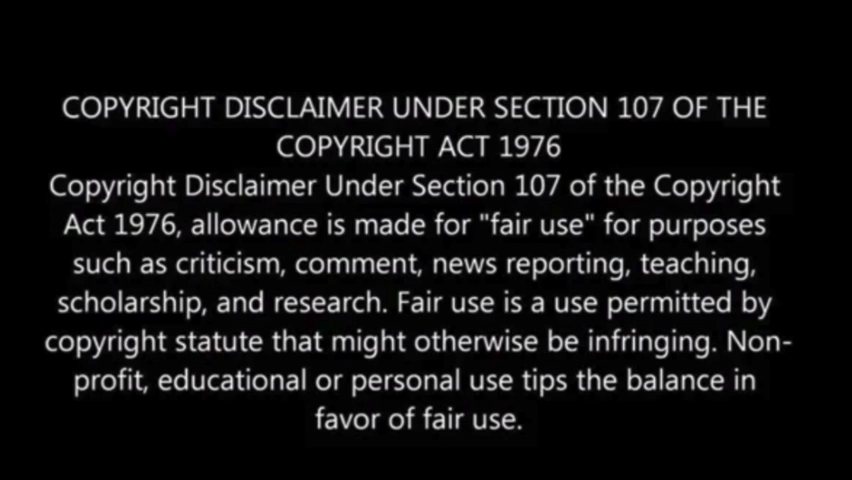 COPYRIGHT DISCLAIMER UNDER SECTION 107 OF THE
COPYRIGHT ACT 1976
Copyright Disclaimer Under Section 107 of the Copyright
Act 1976, allowance is made for "fair use" for purposes
such as criticism, comment, news reporting, teaching,
scholarship, and research. Fair use is a use permitted by
copyright statute that might otherwise be infringing. Non-
profit, educational or personal use tips the balance in
favor of fair use.